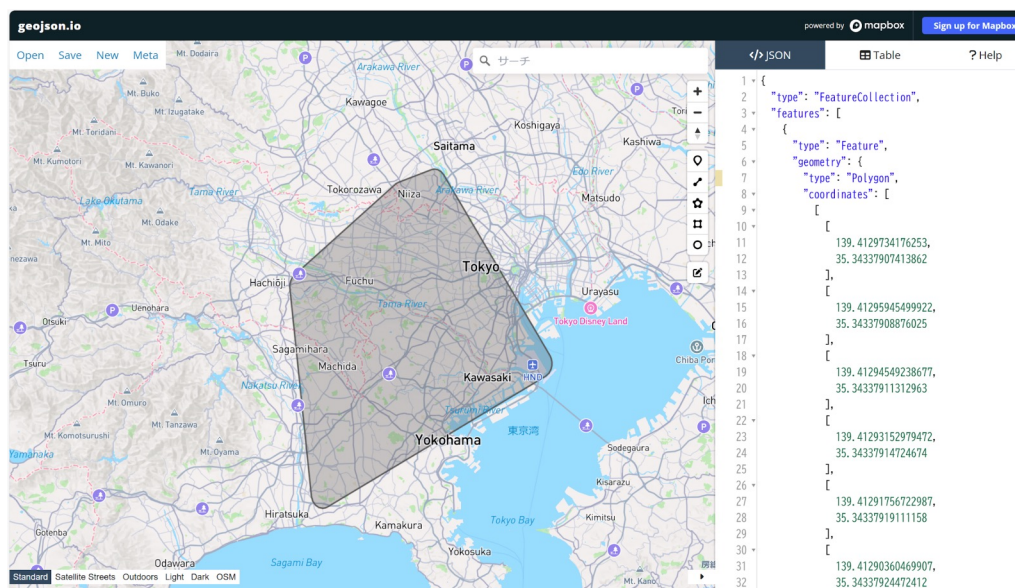 geojson.io
powered by mapbox
Sign up for Mapbox
Open Save New Meta
サーチ
JSON
Table
? Help
Mt. Dodaira
Arakawa River
Mt. Buko
Kawagoe
Mt. Izugatake
Koshigaya
Mt. Toridani
Saitama
Kashiwa
Mt. Kumotori
Mt. Kawanori
Edo River
Tokorozawa
Niiza
Arakawa River
Tama River
Matsudo
Lake Okutama
Mt. Odake
Mt. Mito
Tokyo
Hachiōji
Fuchu
Urayasu
Tama River
Uenohara
Otsuki
Tokyo Disney Land
Sagamihara
Machida
Tsuru
Chiba Por
Kawasaki
HND
Nakatsu River
Mt. Omuro
Tsurumi River
Ich
Mt. Tanzawa
Mt. Komotsurushi
東京湾
Yokohama
Mt. Oyama
Sodegaura
Yamanaka
Kisarazu
Hiratsuka
Tokyo Bay
Kimitsu
Kamakura
Gotenba
Yokosuka
Odawara
Sagami Bay
Mt. Kano
Standard Satellite Streets Outdoors Light Dark OSM
1 {
2 "type": "FeatureCollection",
3 "features": [
4 {
5 "type": "Feature",
6 "geometry": {
7 "type": "Polygon",
8 "coordinates": [
9 [
10 [
11 139.4129734176253,
12 35.34337907413862
13 ],
14 [
15 139.41295945499922,
16 35.34337908876025
17 ],
18 [
19 139.41294549238677,
20 35.34337911312963
21 ],
22 [
23 139.41293152979472,
24 35.34337914724674
25 ],
26 [
27 139.41291756722987,
28 35.34337919111158
29 ],
30 [
31 139.41290360469907,
32 35.34337924472412